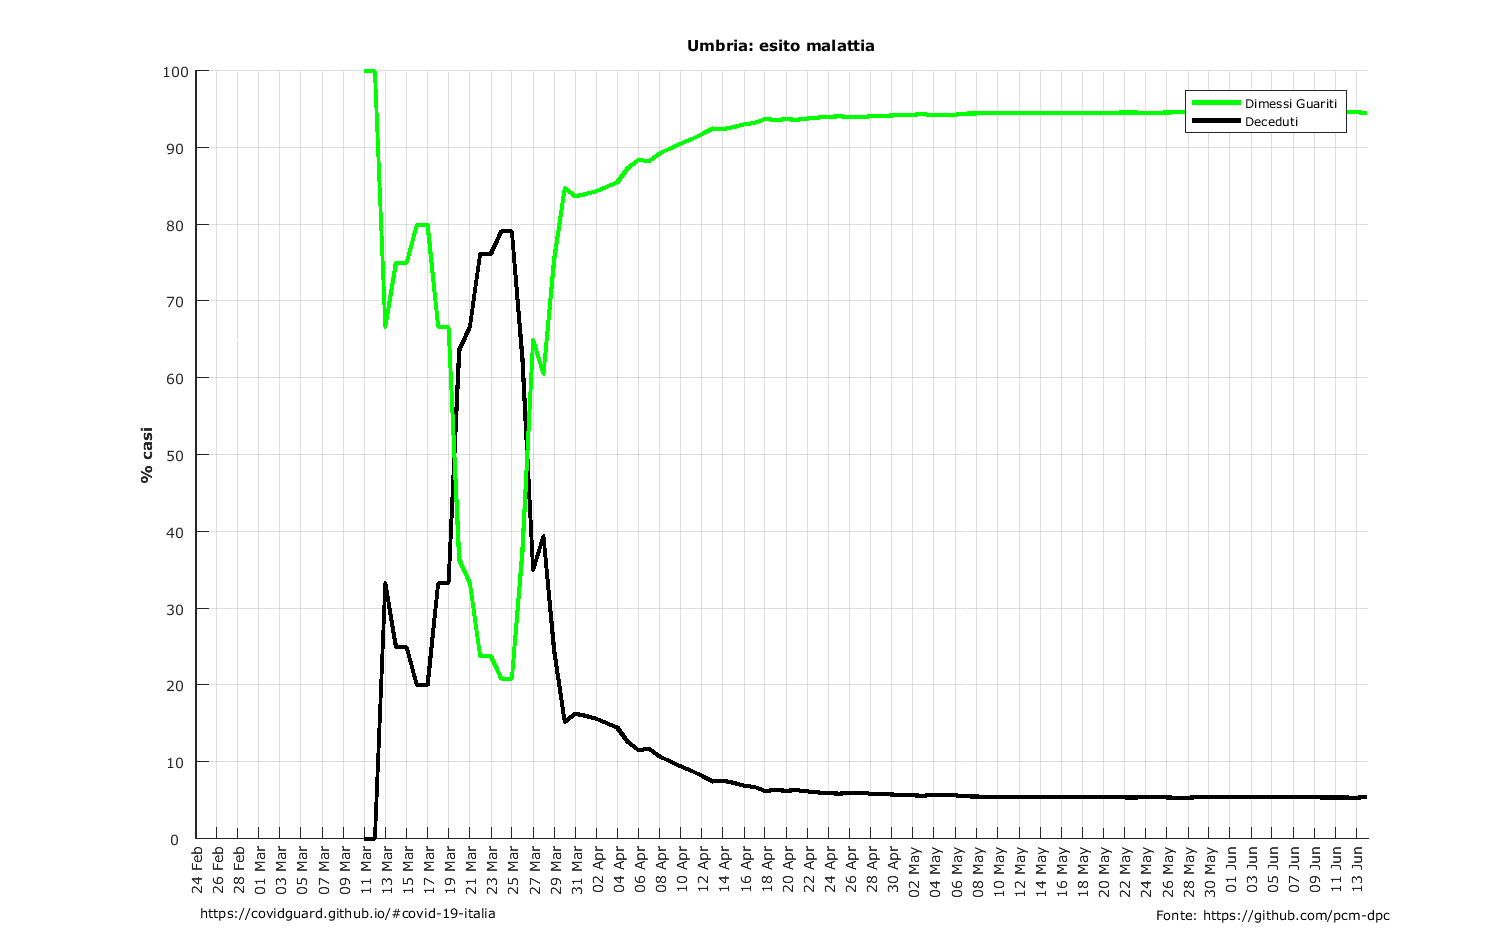 Umbria: esito malattia
Dimessi Guariti
Deceduti
% casi
100
90
80
70
60
50
40
30
20
10
0
24 Feb
26 Feb
28 Feb
01 Mar
03 Mar
05 Mar
07 Mar
09 Mar
11 Mar
13 Mar
15 Mar
17 Mar
19 Mar
21 Mar
23 Mar
25 Mar
27 Mar
29 Mar
31 Mar
02 Apr
04 Apr
06 Apr
08 Apr
10 Apr
12 Apr
14 Apr
16 Apr
18 Apr
20 Apr
22 Apr
24 Apr
26 Apr
28 Apr
30 Apr
02 May
04 May
06 May
08 May
10 May
12 May
14 May
16 May
18 May
20 May
22 May
24 May
26 May
28 May
30 May
01 Jun
03 Jun
05 Jun
07 Jun
09 Jun
11 Jun
13 Jun
https://covidguard.github.io/#covid-19-italia
Fonte: https://github.com/pcm-dpc